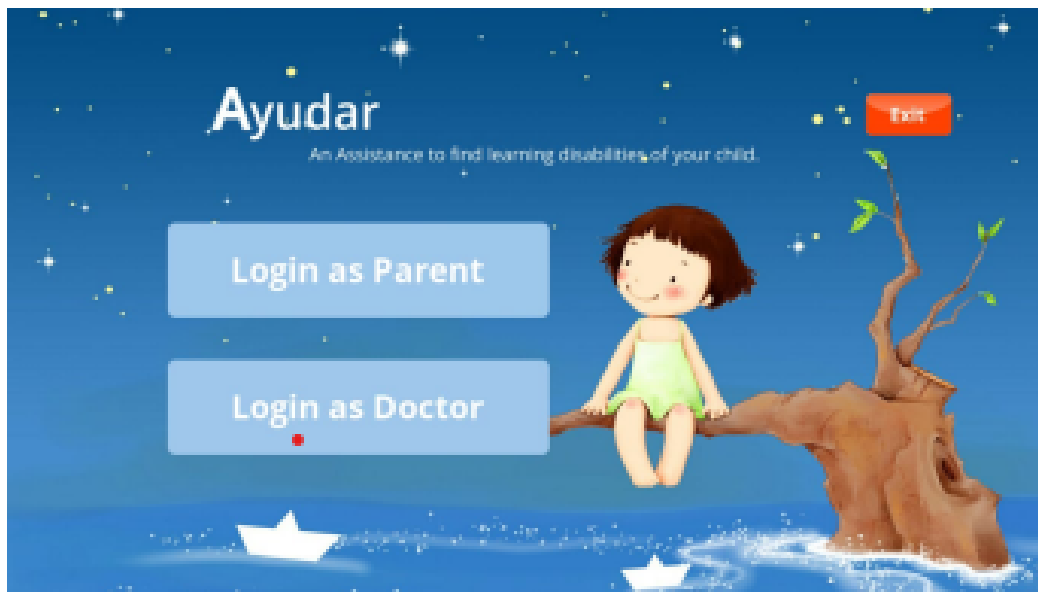 Ayudar
Exit
An Assistance to find learning disabilities of your child.
Login as Parent
Login as Doctor